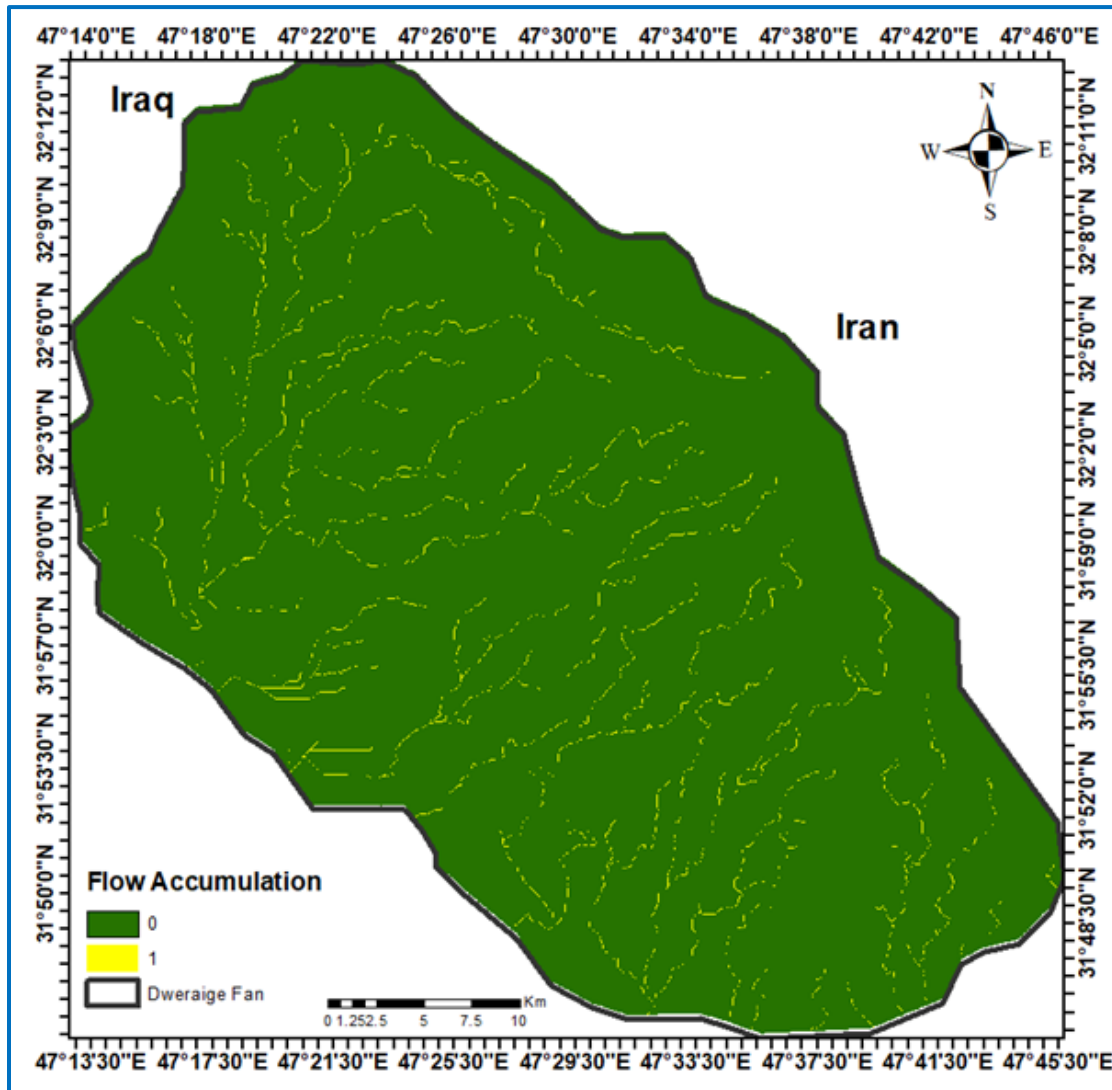 47°14'0"E 47°18'0"E 47°22'0"E 47°26'0"E 47°30'0"E 47°34'0"E 47°38'0"E 47°42'0"E 47°46'0"E
Iraq
N
W E
S
Iran
32°12'0"N
32°9'0"N
32°6'0"N
32°3'0"N
32°0'0"N
31°57'0"N
31°53'30"N
31°50'0"N
32°11'0"N
32°8'0"N
32°5'0"N
32°2'0"N
31°59'0"N
31°55'30"N
31°52'0"N
31°48'30"N
Flow Accumulation
0
1
Dweraige Fan
Km
0 1.252.5 5 7.5 10
47°13'30"E 47°17'30"E 47°21'30"E 47°25'30"E 47°29'30"E 47°33'30"E 47°37'30"E 47°41'30"E 47°45'30"E